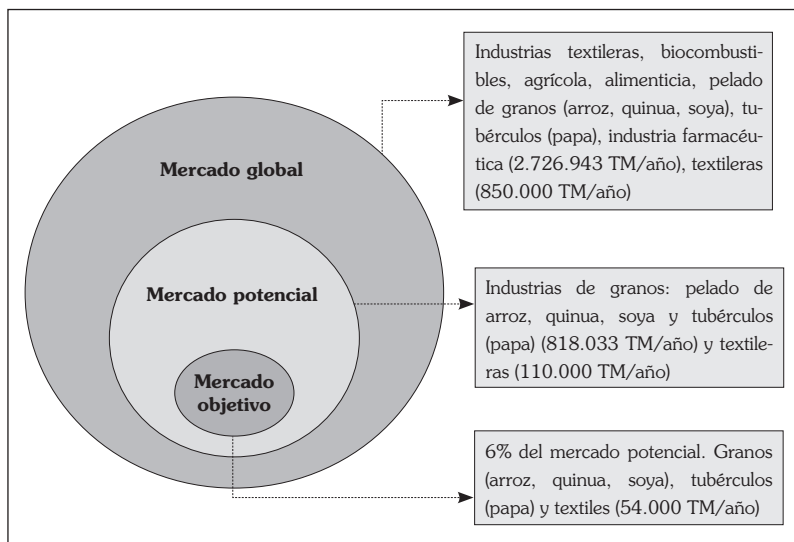 Industrias textileras, biocombusti-
bles, agrícola, alimenticia, pelado
de granos (arroz, quinua, soya), tu-
bérculos (papa), industria farmacéu-
tica (2.726.943 TM/año), textileras
(850.000 TM/año)
Mercado global
Mercado potencial
Industrias de granos: pelado de
arroz, quinua, soya y tubérculos
(papa) (818.033 TM/año) y textile-
ras (110.000 TM/año)
Mercado
objetivo
6% del mercado potencial. Granos
(arroz, quinua, soya), tubérculos
(papa) y textiles (54.000 TM/año)